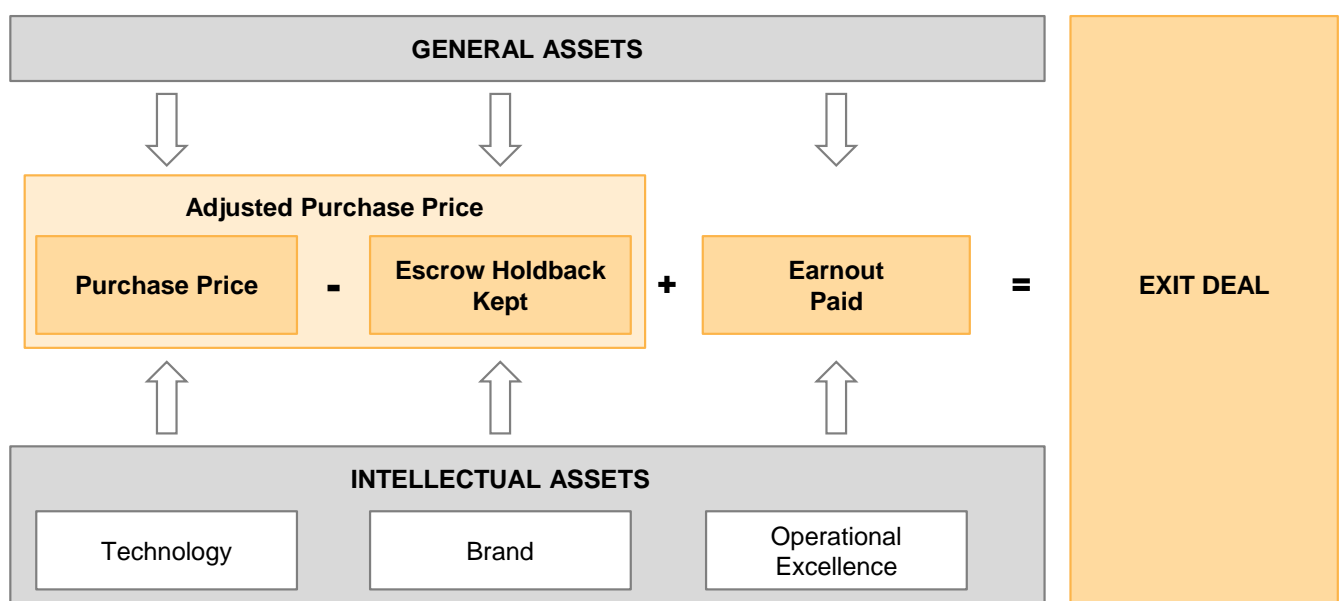 GENERAL ASSETS
Adjusted Purchase Price
Purchase Price
-
Escrow Holdback
Kept
+
Earnout
Paid
=
EXIT DEAL
INTELLECTUAL ASSETS
Technology
Brand
Operational
Excellence